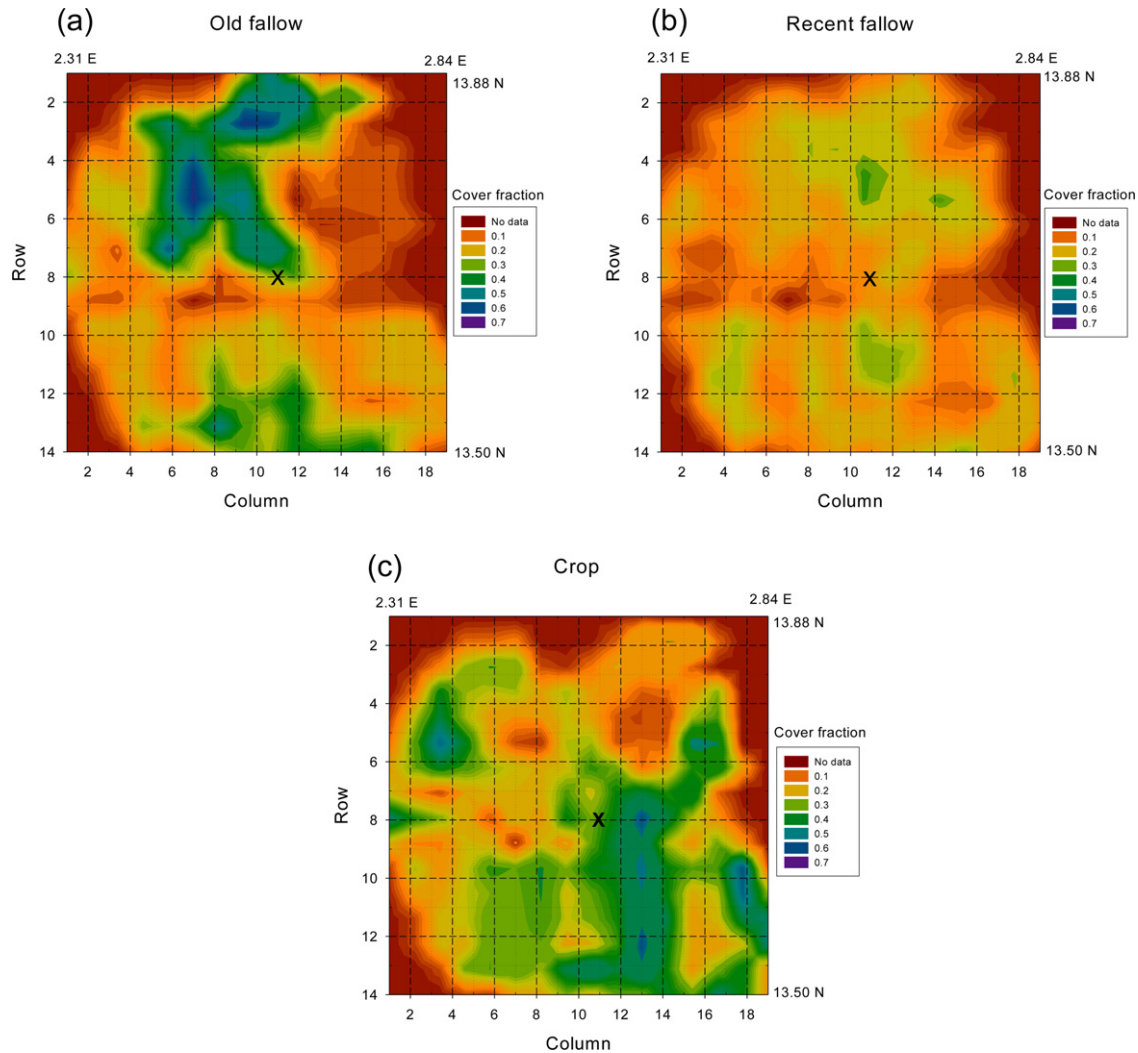 (a)
Old fallow
2.31 E
2.84 E
13.88 N
2
4
6
8
10
12
14
Row
X
2 4 6 8 10 12 14 16 18
Column
13.50 N
Cover fraction
No data
0.1
0.2
0.3
0.4
0.5
0.6
0.7
(b)
Recent fallow
2.31 E
2.84 E
13.88 N
2
4
6
8
10
12
14
Row
X
2 4 6 8 10 12 14 16 18
Column
13.50 N
Cover fraction
No data
0.1
0.2
0.3
0.4
0.5
0.6
0.7
(c)
Crop
2.31 E
2.84 E
13.88 N
2
4
6
8
10
12
14
Row
X
2 4 6 8 10 12 14 16 18
Column
13.50 N
Cover fraction
No data
0.1
0.2
0.3
0.4
0.5
0.6
0.7